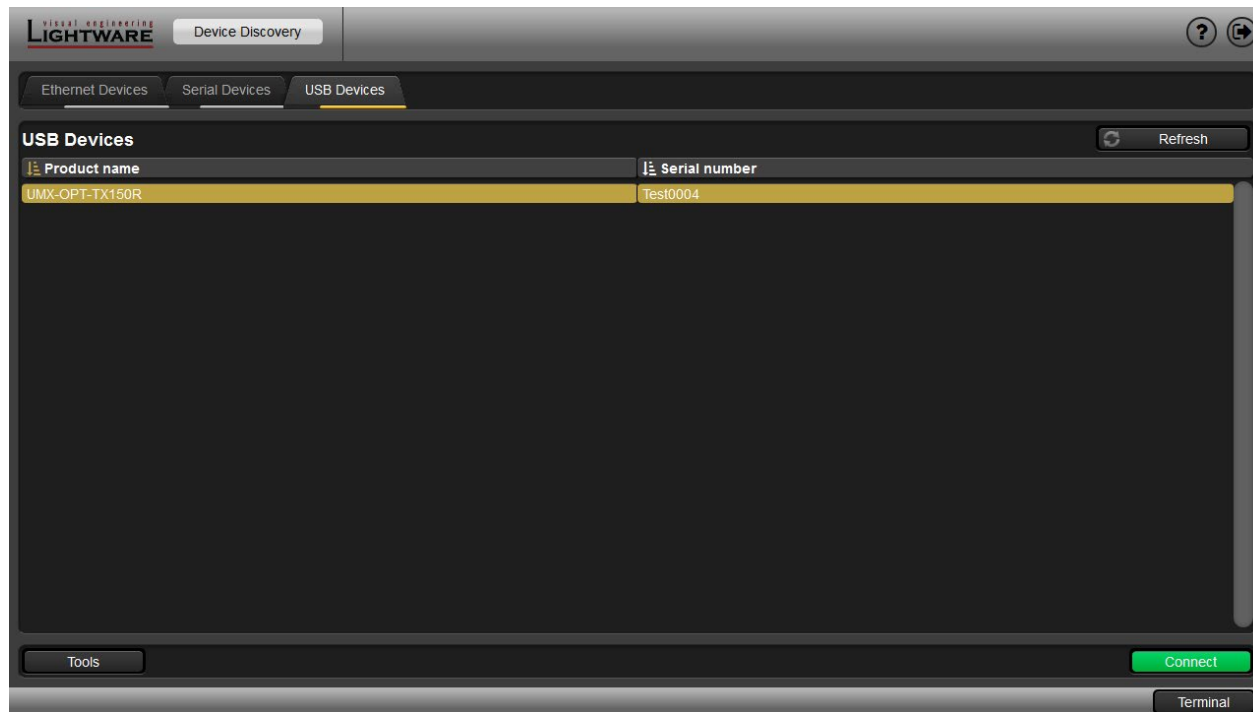 visual engineering
LIGHTWARE
Device Discovery
?
Ethernet Devices Serial Devices USB Devices
USB Devices
Refresh
Product name Serial number
UMX-OPT-TX150R Test0004
Tools
Connect
Terminal